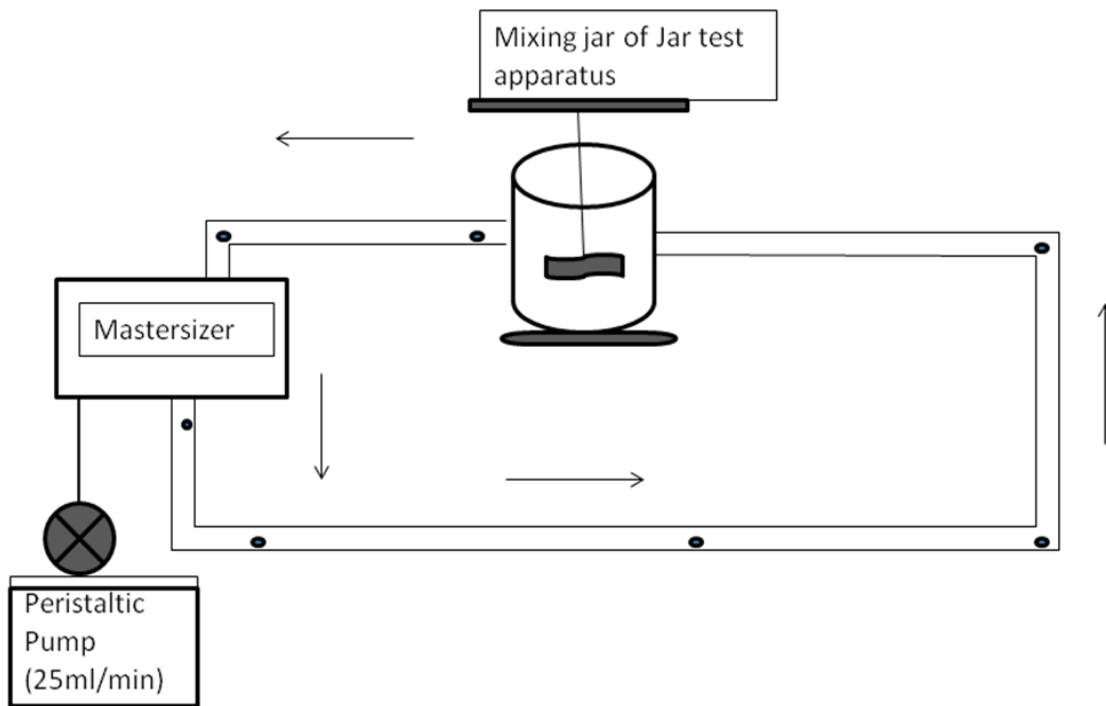 Mixing jar of Jar test
apparatus
Mastersizer
Peristaltic
Pump
(25ml/min)